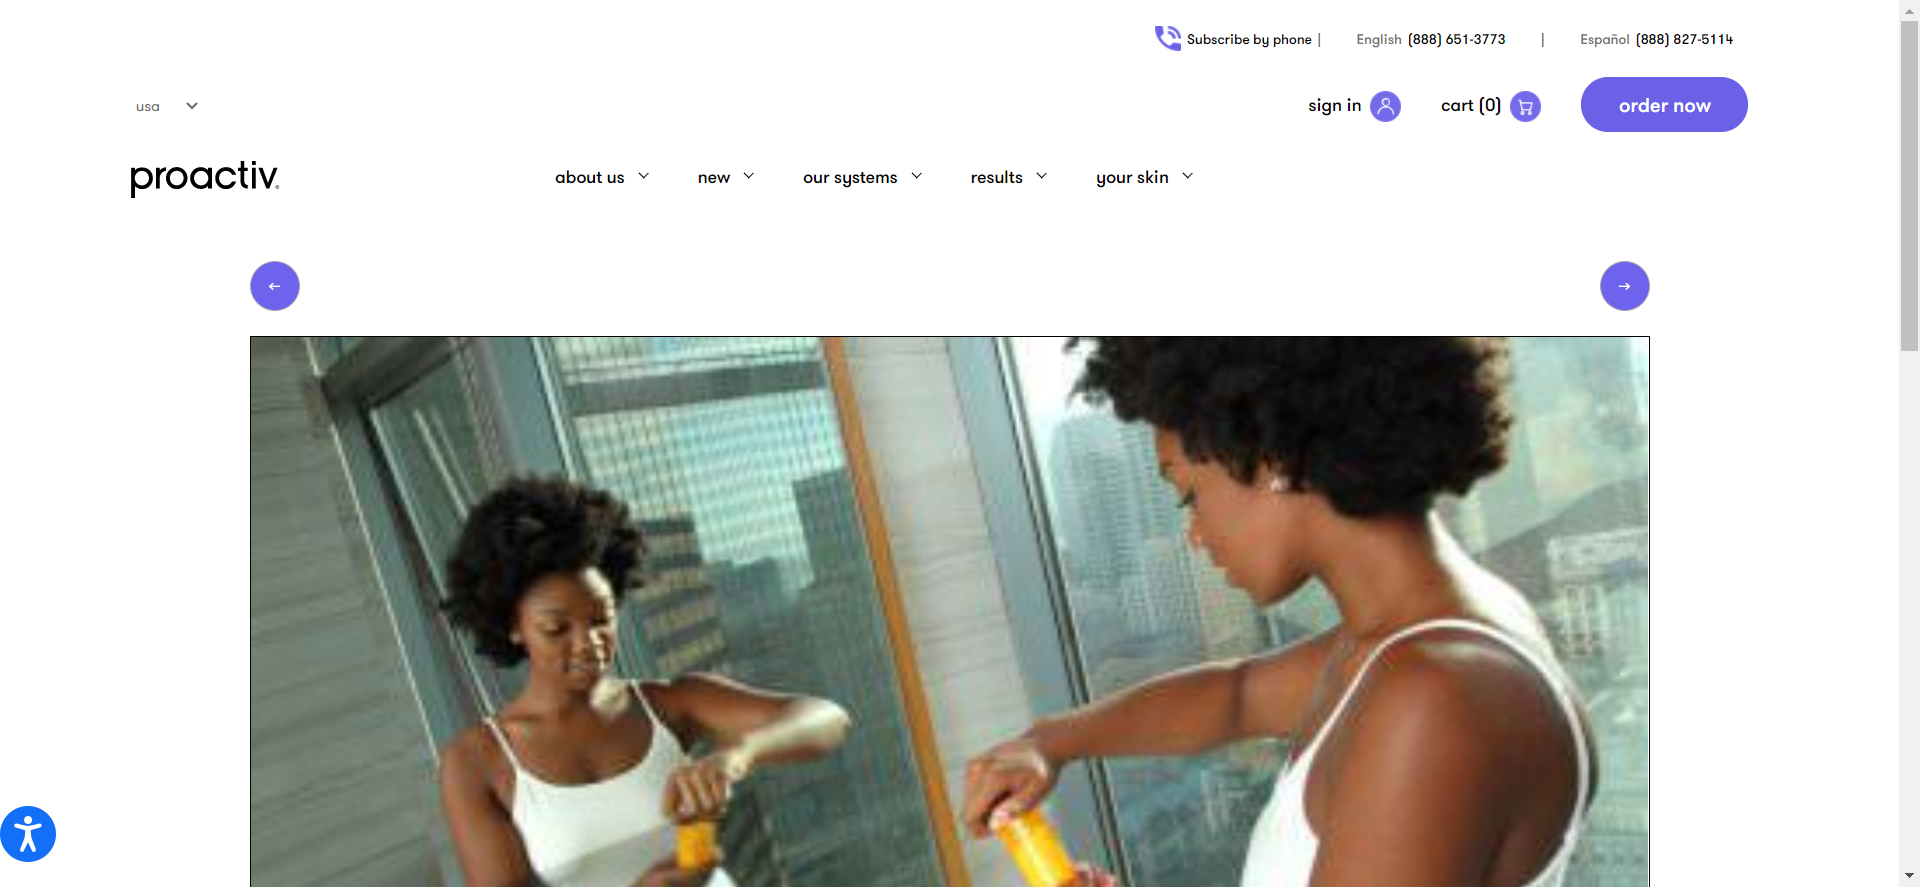 Subscribe by phone | English (888) 651-3773 | Español (888) 827-5114
usa sign in cart (0) order now
proactiv.
about us new our systems results your skin